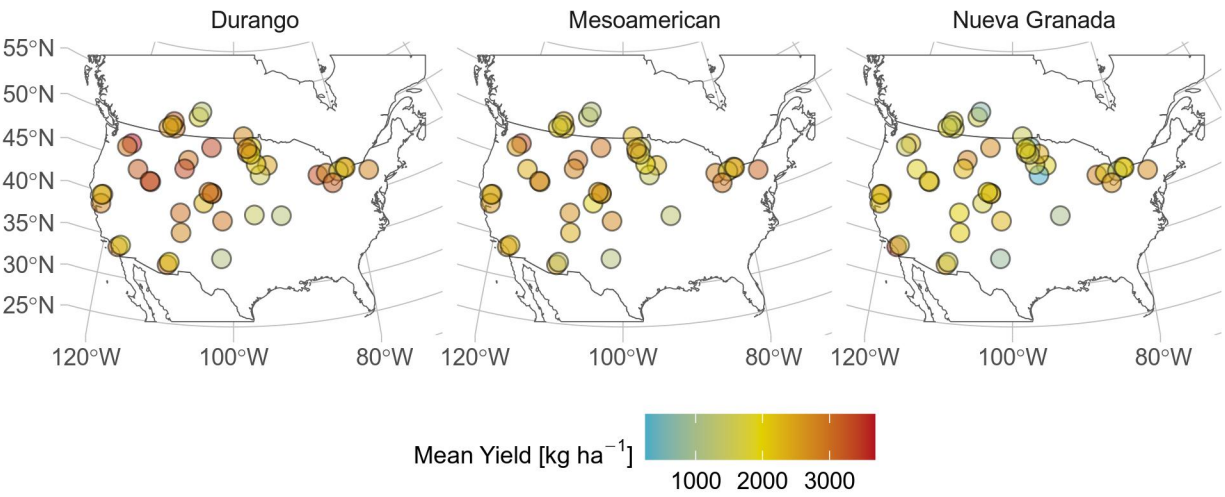 Durango Mesoamerican Nueva Granada
55°N
50°N
45°N
40°N
35°N
30°N
25°N
120°W 100°W 80°W 120°W 100°W 80°W 120°W 100°W 80°W
Mean Yield [kg ha⁻¹]
1000 2000 3000